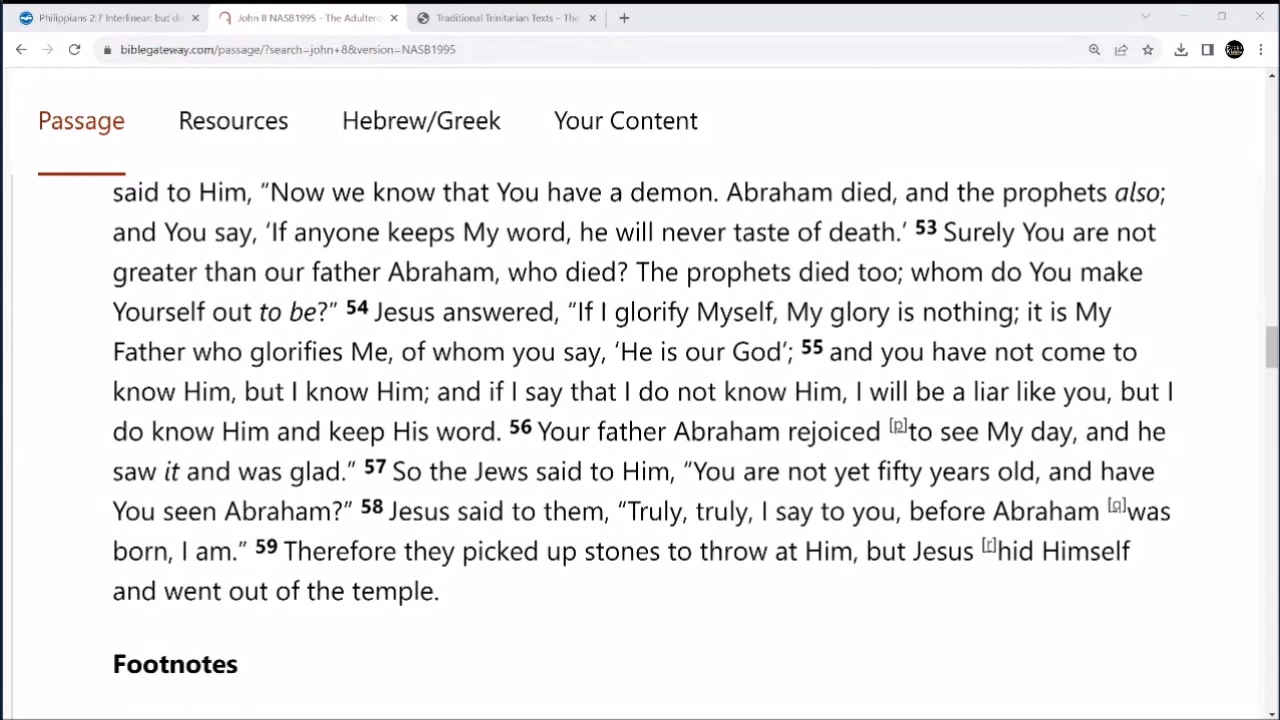 Philippians 2:7 Interlinear: but di
John 8 NASB1995 - The Adultero
Traditional Trinitarian Texts – The
biblegateway.com/passage/?search=john+8&version=NASB1995
Passage Resources Hebrew/Greek Your Content
said to Him, “Now we know that You have a demon. Abraham died, and the prophets also;
and You say, ‘If anyone keeps My word, he will never taste of death.’ 53 Surely You are not
greater than our father Abraham, who died? The prophets died too; whom do You make
Yourself out to be?” 54 Jesus answered, “If I glorify Myself, My glory is nothing; it is My
Father who glorifies Me, of whom you say, ‘He is our God’; 55 and you have not come to
know Him, but I know Him; and if I say that I do not know Him, I will be a liar like you, but I
do know Him and keep His word. 56 Your father Abraham rejoiced [p]to see My day, and he
saw it and was glad.” 57 So the Jews said to Him, “You are not yet fifty years old, and have
You seen Abraham?” 58 Jesus said to them, “Truly, truly, I say to you, before Abraham [q]was
born, I am.” 59 Therefore they picked up stones to throw at Him, but Jesus [r]hid Himself
and went out of the temple.
Footnotes